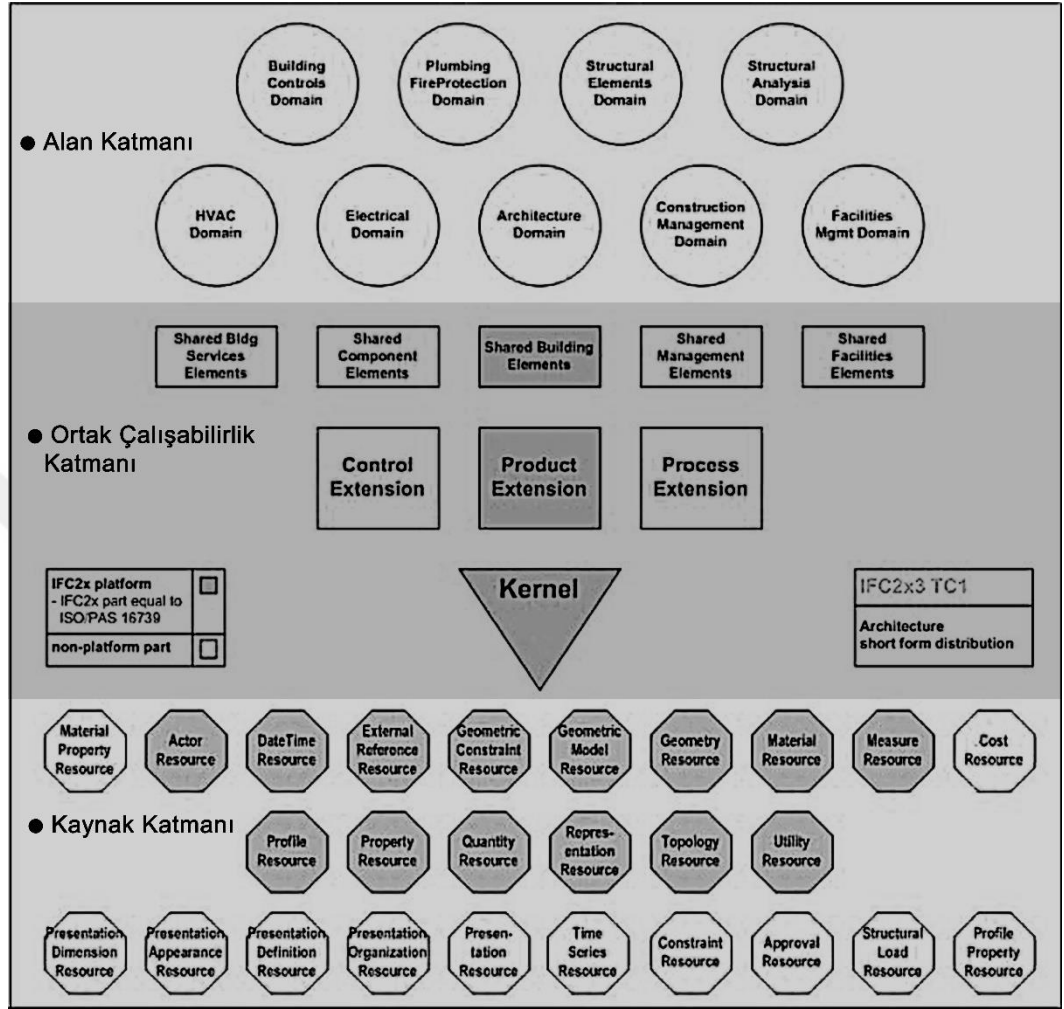 Building
Controls
Domain
Plumbing
FireProtection
Domain
Structural
Elements
Domain
Structural
Analysis
Domain
● Alan Katmanı
HVAC
Domain
Electrical
Domain
Architecture
Domain
Construction
Management
Domain
Facilities
Mgmt Domain
Shared Bldg
Services
Elements
Shared
Component
Elements
Shared Building
Elements
Shared
Management
Elements
Shared
Facilities
Elements
● Ortak Çalışabilirlik
Katmanı
Control
Extension
Product
Extension
Process
Extension
IFC2x platform
- IFC2x part equal to
ISO/PAS 16739
non-platform part
Kernel
IFC2x3 TC1
Architecture
short form distribution
Material
Property
Resource
Actor
Resource
DateTime
Resource
External
Reference
Resource
Geometric
Constraint
Resource
Geometric
Model
Resource
Geometry
Resource
Material
Resource
Measure
Resource
Cost
Resource
● Kaynak Katmanı
Profile
Resource
Property
Resource
Quantity
Resource
Repres-
entation
Resource
Topology
Resource
Utility
Resource
Presentation
Dimension
Resource
Presentation
Appearance
Resource
Presentation
Definition
Resource
Presentation
Organization
Resource
Presen-
tation
Resource
Time
Series
Resource
Constraint
Resource
Approval
Resource
Structural
Load
Resource
Profile
Property
Resource